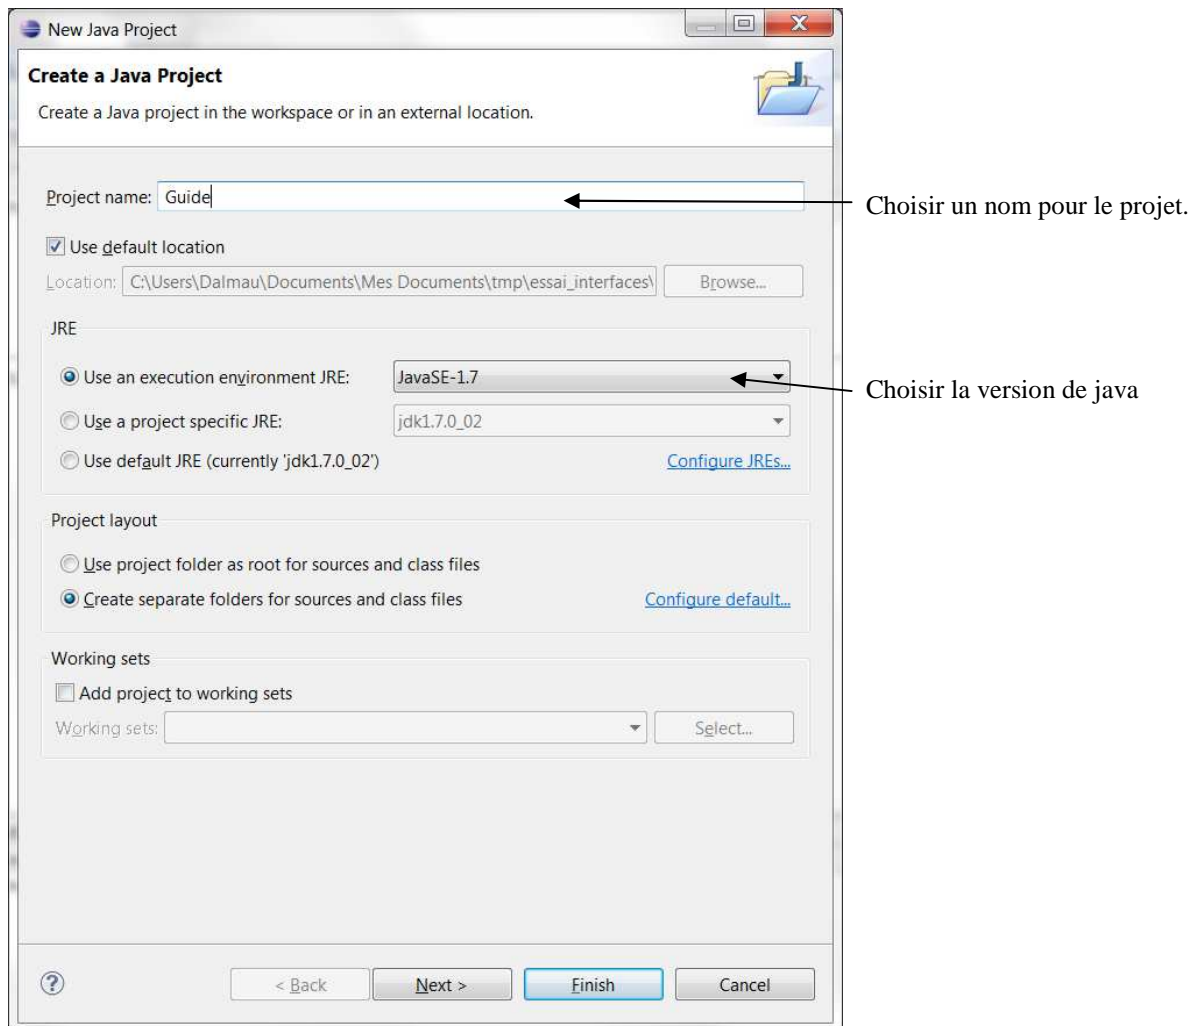 New Java Project
Create a Java Project
Create a Java project in the workspace or in an external location.
Project name: Guide
Choisir un nom pour le projet.
Use default location
Location: C:\Users\Dalmau\Documents\Mes Documents\tmp\essai_interfaces\ Browse...
JRE
Use an execution environment JRE: JavaSE-1.7
Choisir la version de java
Use a project specific JRE: jdk1.7.0_02
Use default JRE (currently 'jdk1.7.0_02') Configure JREs...
Project layout
Use project folder as root for sources and class files
Create separate folders for sources and class files Configure default...
Working sets
Add project to working sets
Working sets: Select...
? < Back Next > Finish Cancel